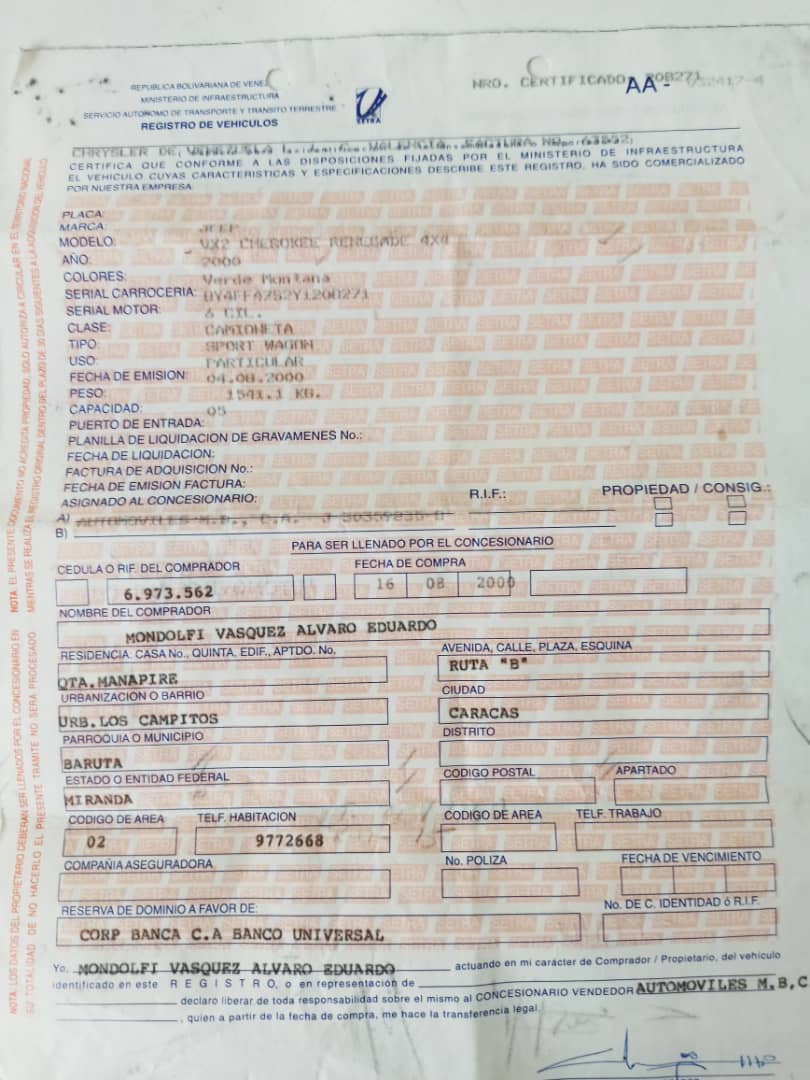 REPUBLICA BOLIVARIANA DE VENEZ
MINISTERIO DE INFRAESTRUCTURA
SERVICIO AUTONOMO DE TRANSPORTE Y TRANSITO TERRESTRE
REGISTRO DE VEHICULOS
SETRA
NRO. CERTIFICADO
AA -
CHRYSLER DE
CERTIFICA QUE CONFORME A LAS DISPOSICIONES FIJADAS POR EL MINISTERIO DE INFRAESTRUCTURA
EL VEHICULO CUYAS CARACTERISTICAS Y ESPECIFICACIONES DESCRIBE ESTE REGISTRO, HA SIDO COMERCIALIZADO
POR NUESTRA EMPRESA:
PLACA:
MARCA: JEEP
MODELO: VX2 CHEROKEE RENEGADE 4X4
AÑO: 2000
COLORES: Verde Montana
SERIAL CARROCERIA:
SERIAL MOTOR: 6 CIL.
CLASE: CAMIONETA
TIPO: SPORT WAGON
USO: PARTICULAR
FECHA DE EMISION: 04.08.2000
PESO: 1541.1 KG.
CAPACIDAD: 05
PUERTO DE ENTRADA:
PLANILLA DE LIQUIDACION DE GRAVAMENES No.:
FECHA DE LIQUIDACION:
FACTURA DE ADQUISICION No.:
FECHA DE EMISION FACTURA:
ASIGNADO AL CONCESIONARIO: R.I.F.: PROPIEDAD / CONSIG.:
A) AUTOMOVILES M.B., C.A.
B)
PARA SER LLENADO POR EL CONCESIONARIO
CEDULA O RIF. DEL COMPRADOR FECHA DE COMPRA
6.973.562 16 08 2000
NOMBRE DEL COMPRADOR
MONDOLFI VASQUEZ ALVARO EDUARDO
RESIDENCIA: CASA No., QUINTA, EDIF., APTDO. No. AVENIDA, CALLE, PLAZA, ESQUINA
QTA.MANAPIRE RUTA "B"
URBANIZACION O BARRIO CIUDAD
URB.LOS CAMPITOS CARACAS
PARROQUIA O MUNICIPIO DISTRITO
BARUTA
ESTADO O ENTIDAD FEDERAL CODIGO POSTAL APARTADO
MIRANDA
CODIGO DE AREA TELF. HABITACION CODIGO DE AREA TELF. TRABAJO
02 9772668
COMPAÑIA ASEGURADORA No. POLIZA FECHA DE VENCIMIENTO
RESERVA DE DOMINIO A FAVOR DE: No. DE C. IDENTIDAD ó R.I.F.
CORP BANCA C.A BANCO UNIVERSAL
Yo, MONDOLFI VASQUEZ ALVARO EDUARDO actuando en mi carácter de Comprador / Propietario, del vehículo
identificado en este R E G I S T R O, o en representación de
declaro liberar de toda responsabilidad sobre el mismo al CONCESIONARIO VENDEDOR AUTOMOVILES M.B,C
, quien a partir de la fecha de compra, me hace la transferencia legal.
NOTA: EL PRESENTE DOCUMENTO NO ACREDITA PROPIEDAD, SOLO AUTORIZA A CIRCULAR EN EL TERRITORIO NACIONAL
MIENTRAS SE REALIZA EL REGISTRO ORIGINAL DENTRO DEL PLAZO DE 30 DIAS SIGUIENTES A LA ADQUISICION DEL VEHICULO
NOTA: LOS DATOS DEL PROPIETARIO DEBERAN SER LLENADOS POR EL CONCESIONARIO EN
SU TOTALIDAD DE NO HACERLO EL PRESENTE TRAMITE NO SERA PROCESADO